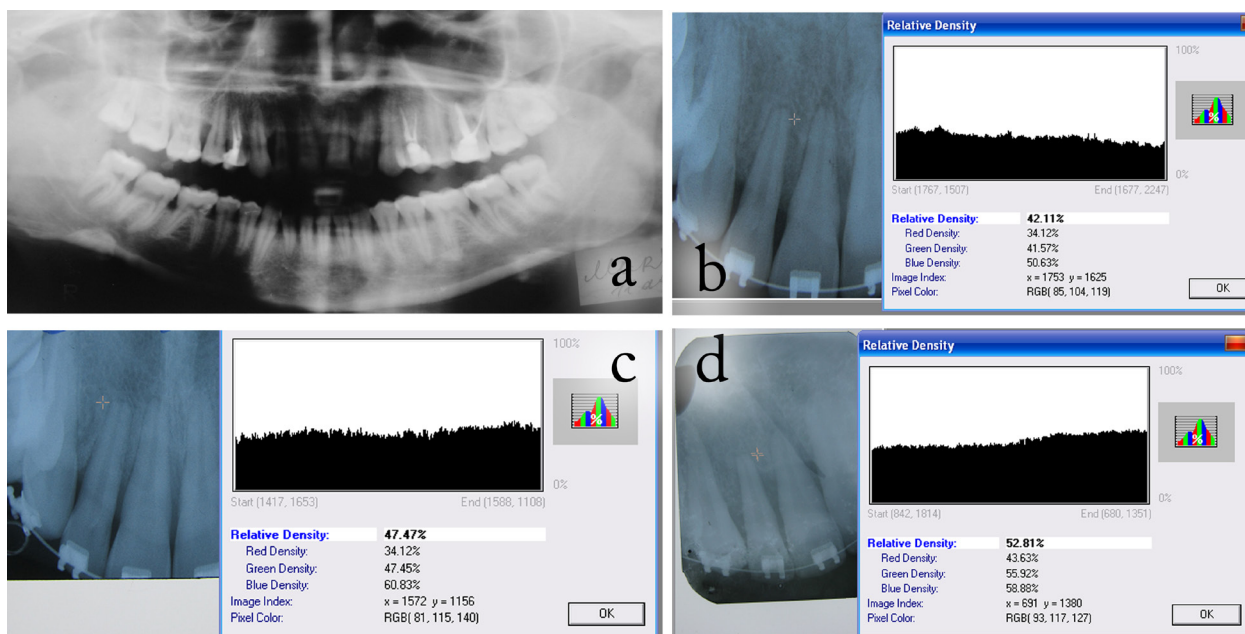 a
R
b
Relative Density
100%
0%
Start (1767, 1507)
End (1677, 2247)
Relative Density: 42.11%
Red Density: 34.12%
Green Density: 41.57%
Blue Density: 50.63%
Image Index: x = 1753 y = 1625
Pixel Color: RGB( 85, 104, 119)
%
OK
c
100%
0%
Start (1417, 1653)
End (1588, 1108)
Relative Density: 47.47%
Red Density: 34.12%
Green Density: 47.45%
Blue Density: 60.83%
Image Index: x = 1572 y = 1156
Pixel Color: RGB( 81, 115, 140)
%
OK
d
Relative Density
100%
0%
Start (842, 1814)
End (680, 1351)
Relative Density: 52.81%
Red Density: 43.63%
Green Density: 55.92%
Blue Density: 58.88%
Image Index: x = 691 y = 1380
Pixel Color: RGB( 93, 117, 127)
%
OK